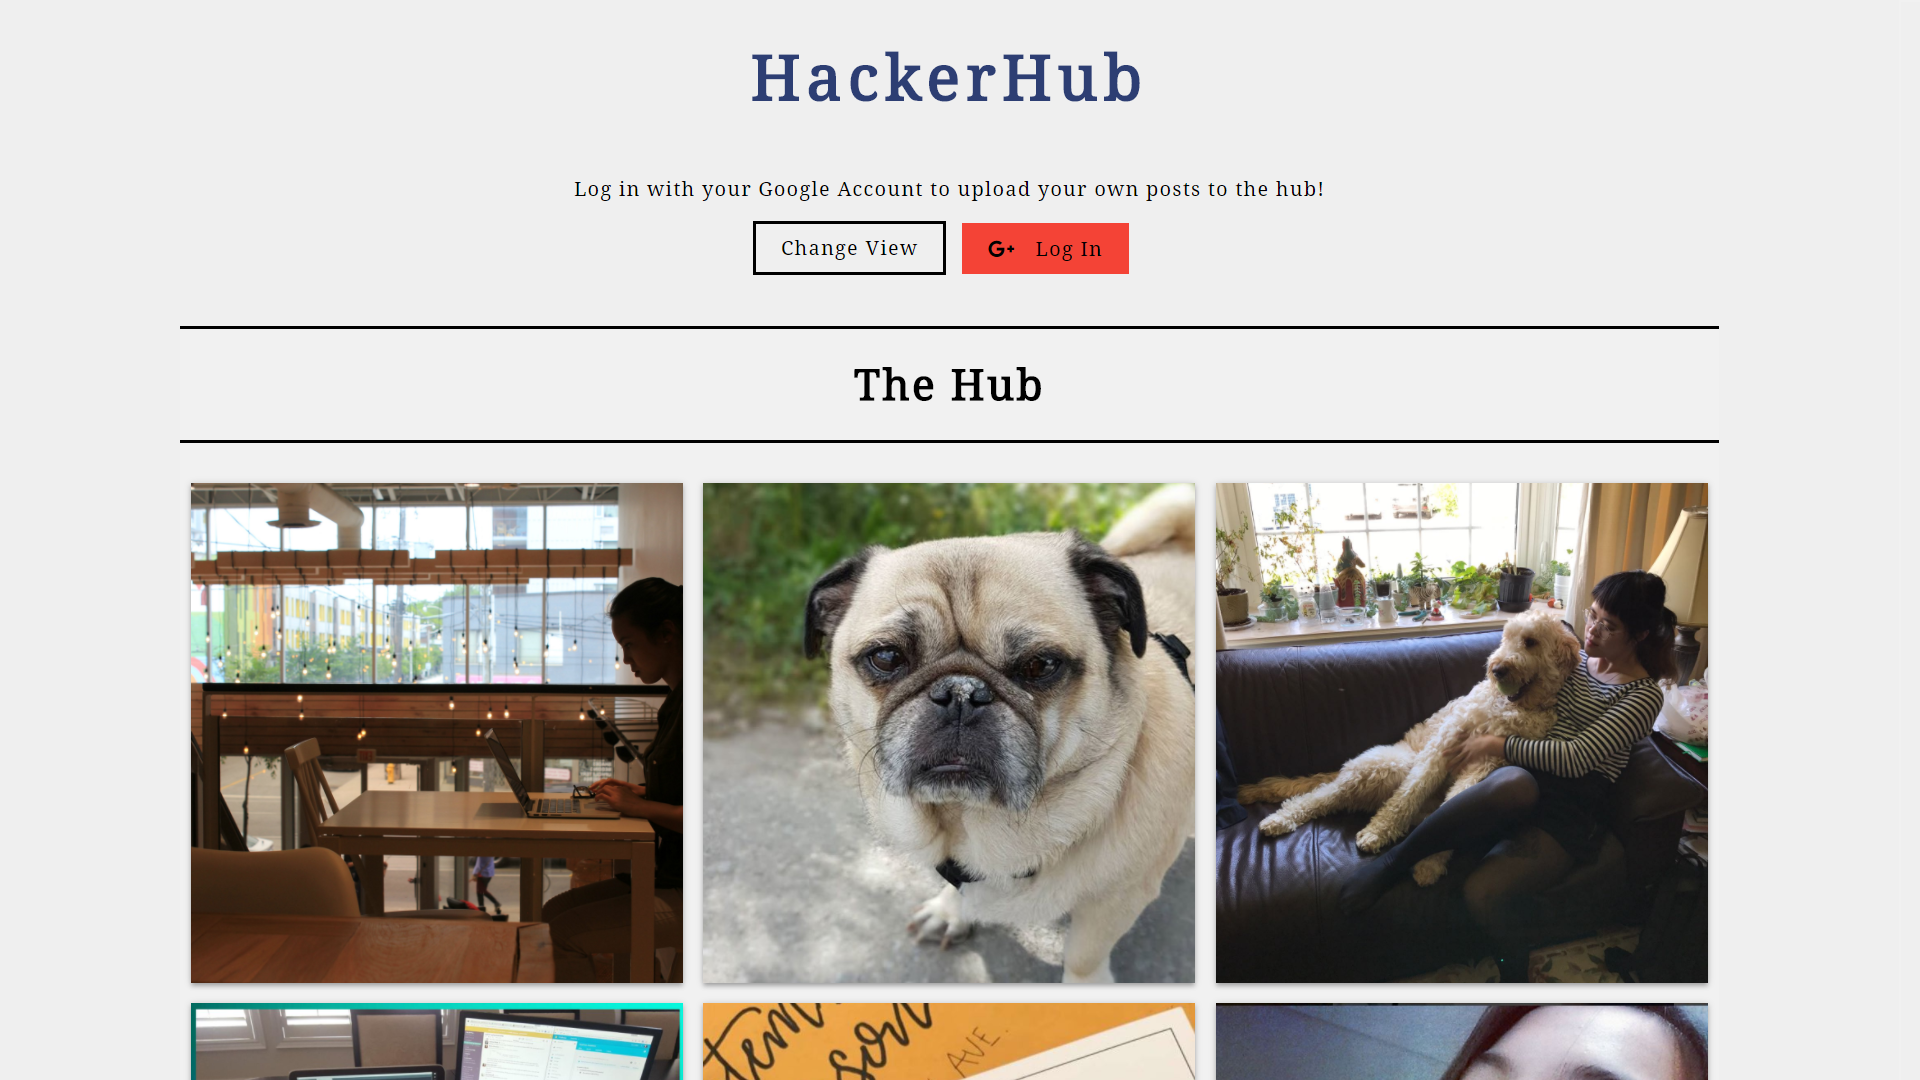 HackerHub
Log in with your Google Account to upload your own posts to the hub!
Change View
G+ Log In
The Hub
AVE.